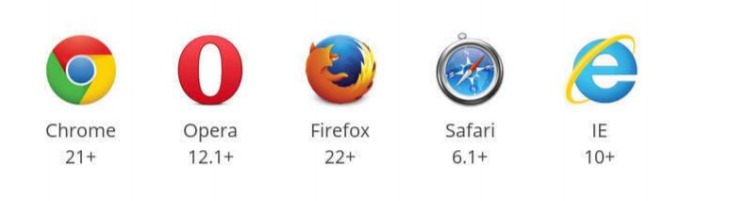 Chrome Opera Firefox Safari IE
21+ 12.1+ 22+ 6.1+ 10+